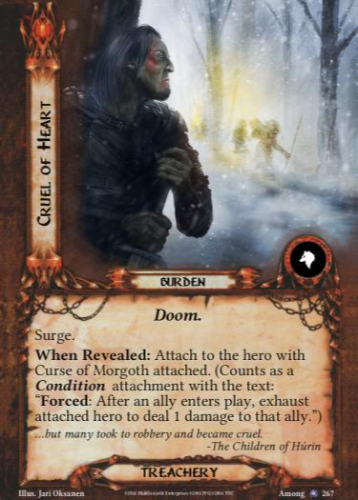 CRUEL OF HEART
BURDEN
Doom.
Surge.
When Revealed: Attach to the hero with
Curse of Morgoth attached. (Counts as
a Condition attachment with the text:
“Forced: After an ally enters play, exhaust
attached hero to deal 1 damage to that ally.”)
...but many took to robbery and became cruel.
-The Children of Húrin
TREACHERY
Illus. Jari Oksanen
Among
267